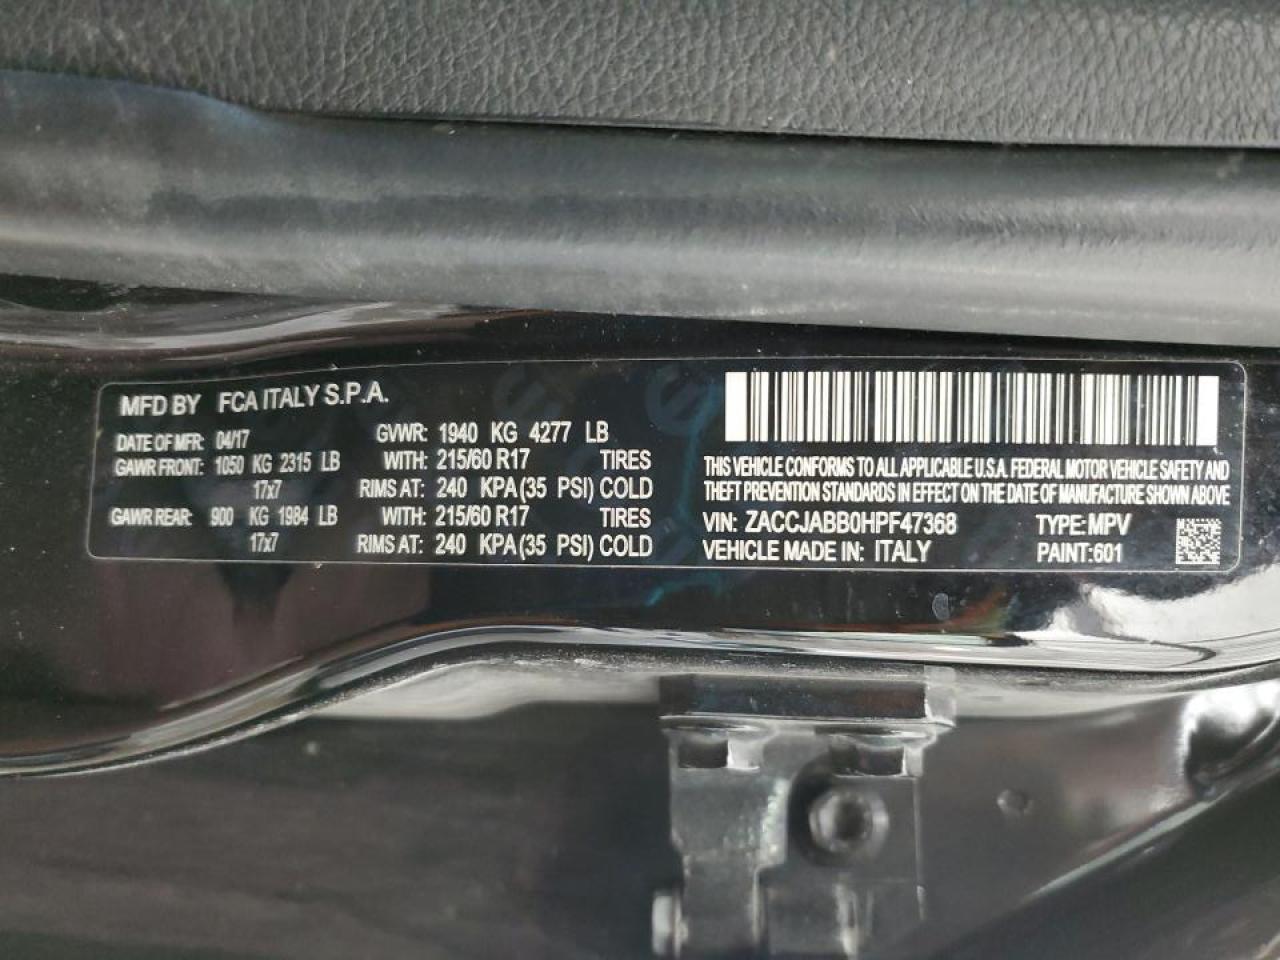 MFD BY FCA ITALY S.P.A.
DATE OF MFR: 04/17 GVWR: 1940 KG 4277 LB
GAWR FRONT: 1050 KG 2315 LB WITH: 215/60 R17 TIRES
17x7 RIMS AT: 240 KPA (35 PSI) COLD
GAWR REAR: 900 KG 1984 LB WITH: 215/60 R17 TIRES
17x7 RIMS AT: 240 KPA (35 PSI) COLD
THIS VEHICLE CONFORMS TO ALL APPLICABLE U.S.A. FEDERAL MOTOR VEHICLE SAFETY AND
THEFT PREVENTION STANDARDS IN EFFECT ON THE DATE OF MANUFACTURE SHOWN ABOVE
VIN: ZACCJABB0HPF47368 TYPE: MPV
VEHICLE MADE IN: ITALY PAINT: 601